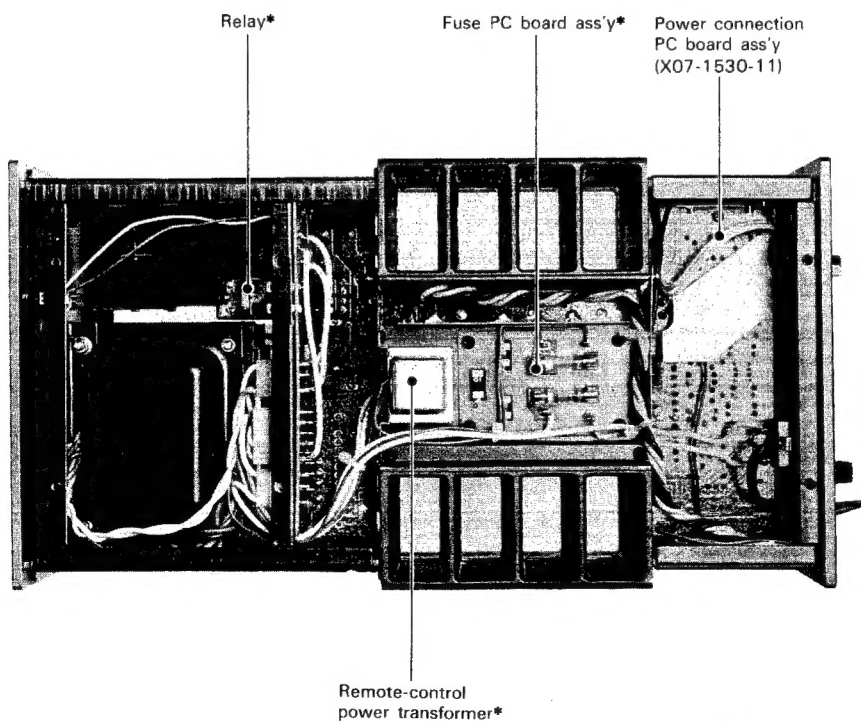 Relay*
Fuse PC board ass'y*
Power connection
PC board ass'y
(X07-1530-11)
Remote-control
power transformer*